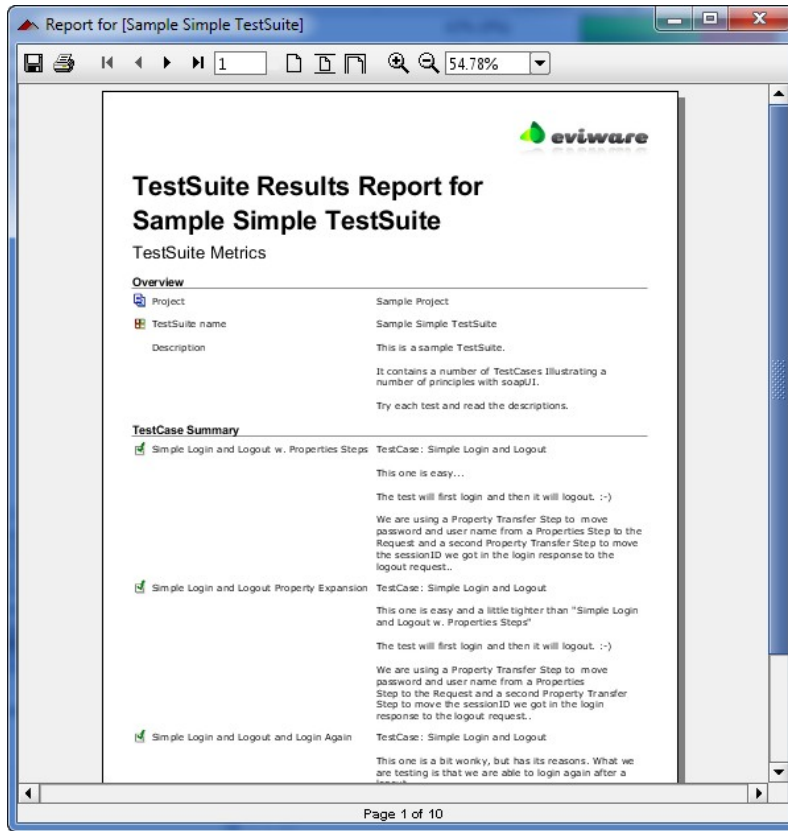 Report for [Sample Simple TestSuite]
1
54.78%
eviware
TestSuite Results Report for
Sample Simple TestSuite
TestSuite Metrics
Overview
Project Sample Project
TestSuite name Sample Simple TestSuite
Description This is a sample TestSuite.
It contains a number of TestCases Illustrating a
number of principles with soapUI.
Try each test and read the descriptions.
TestCase Summary
Simple Login and Logout w. Properties Steps TestCase: Simple Login and Logout
This one is easy...
The test will first login and then it will logout. :-)
We are using a Property Transfer Step to move
password and user name from a Properties Step to the
Request and a second Property Transfer Step to move
the sessionID we got in the login response to the
logout request..
Simple Login and Logout Property Expansion TestCase: Simple Login and Logout
This one is easy and a little tighter than "Simple Login
and Logout w. Properties Steps"
The test will first login and then it will logout. :-)
We are using a Property Transfer Step to move
password and user name from a Properties
Step to the Request and a second Property Transfer
Step to move the sessionID we got in the login
response to the logout request..
Simple Login and Logout and Login Again TestCase: Simple Login and Logout
This one is a bit wonky, but has its reasons. What we
are testing is that we are able to login again after a
Page 1 of 10